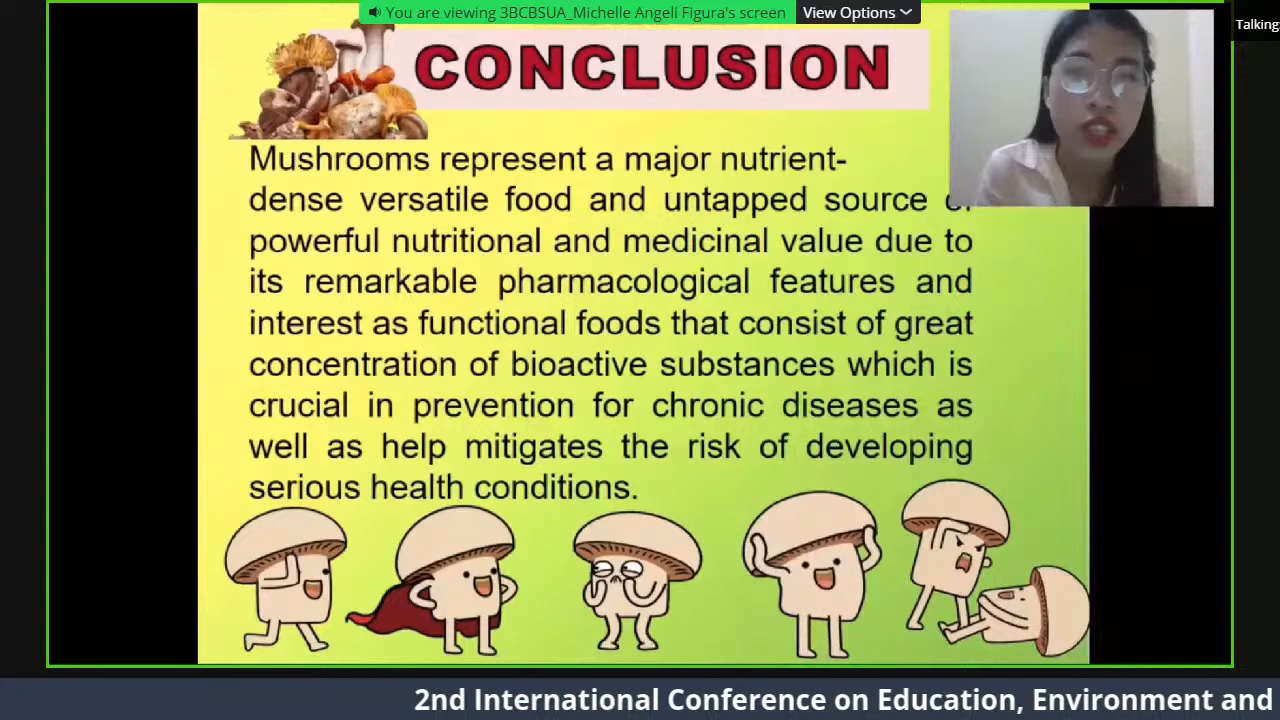 You are viewing 3BCBSUA_Michelle Angeli Figura's screen
View Options
Talking
CONCLUSION
Mushrooms represent a major nutrient-
dense versatile food and untapped source of
powerful nutritional and medicinal value due to
its remarkable pharmacological features and
interest as functional foods that consist of great
concentration of bioactive substances which is
crucial in prevention for chronic diseases as
well as help mitigates the risk of developing
serious health conditions.
2nd International Conference on Education, Environment and